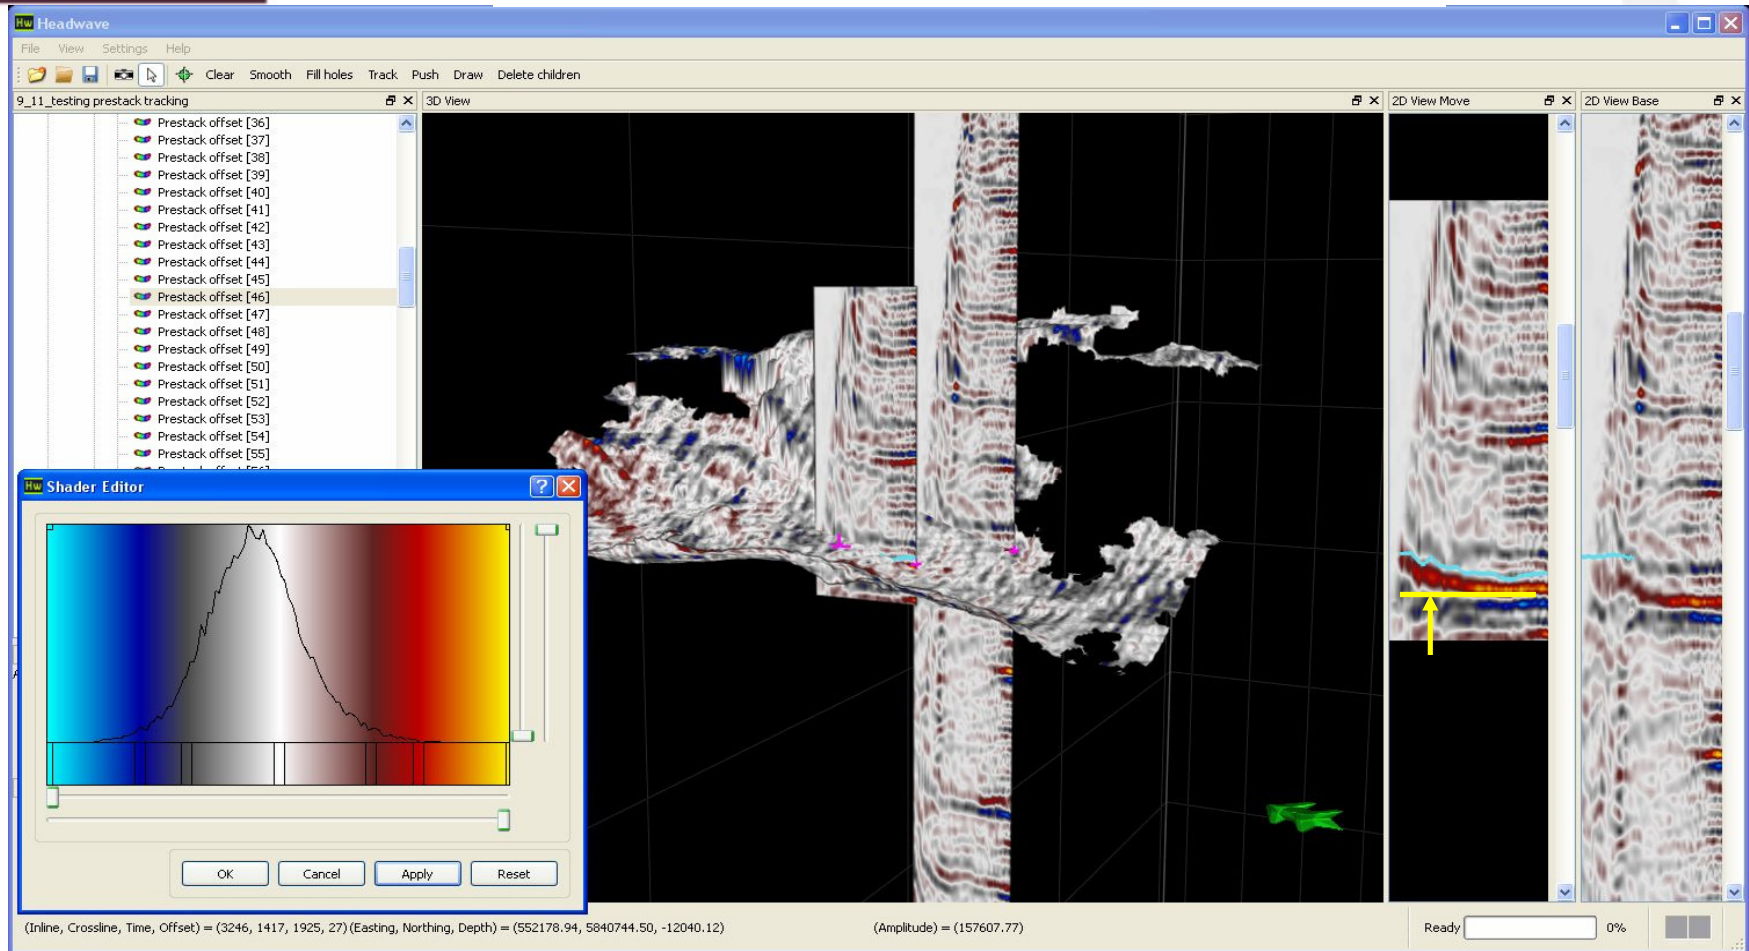 Headwave
File View Settings Help
Clear Smooth Fill holes Track Push Draw Delete children
9_11_testing prestack tracking
3D View
2D View Move
2D View Base
Prestack offset [36]
Prestack offset [37]
Prestack offset [38]
Prestack offset [39]
Prestack offset [40]
Prestack offset [41]
Prestack offset [42]
Prestack offset [43]
Prestack offset [44]
Prestack offset [45]
Prestack offset [46]
Prestack offset [47]
Prestack offset [48]
Prestack offset [49]
Prestack offset [50]
Prestack offset [51]
Prestack offset [52]
Prestack offset [53]
Prestack offset [54]
Prestack offset [55]
Hw Shader Editor
OK Cancel Apply Reset
(Inline, Crossline, Time, Offset) = (3246, 1417, 1925, 27) (Easting, Northing, Depth) = (552178.94, 5840744.50, -12040.12)
(Amplitude) = (157607.77)
Ready
0%